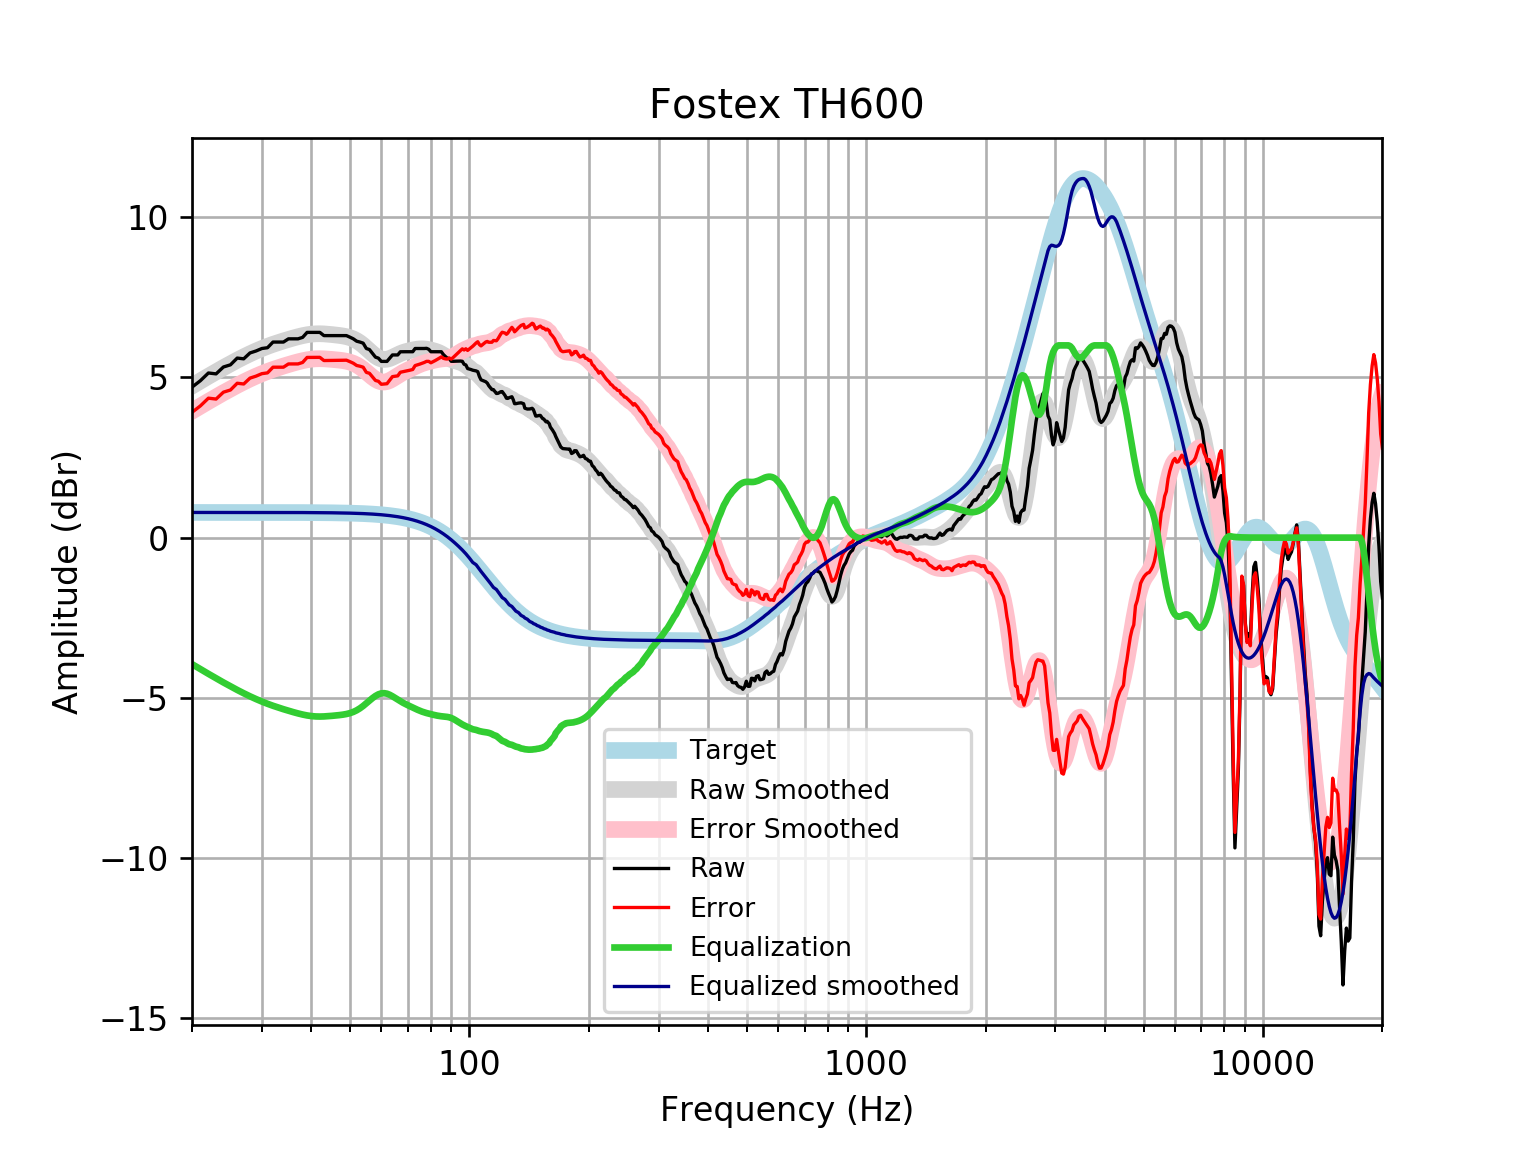 Fostex TH600
Amplitude (dBr)
10
5
0
−5
−10
−15
Target
Raw Smoothed
Error Smoothed
Raw
Error
Equalization
Equalized smoothed
100 1000 10000
Frequency (Hz)